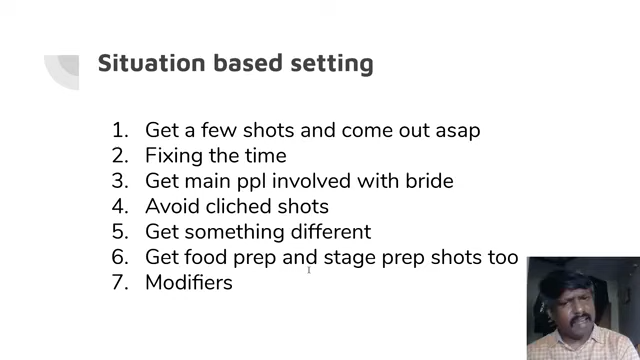 Situation based setting
1. Get a few shots and come out asap
2. Fixing the time
3. Get main ppl involved with bride
4. Avoid cliched shots
5. Get something different
6. Get food prep and stage prep shots too
7. Modifiers